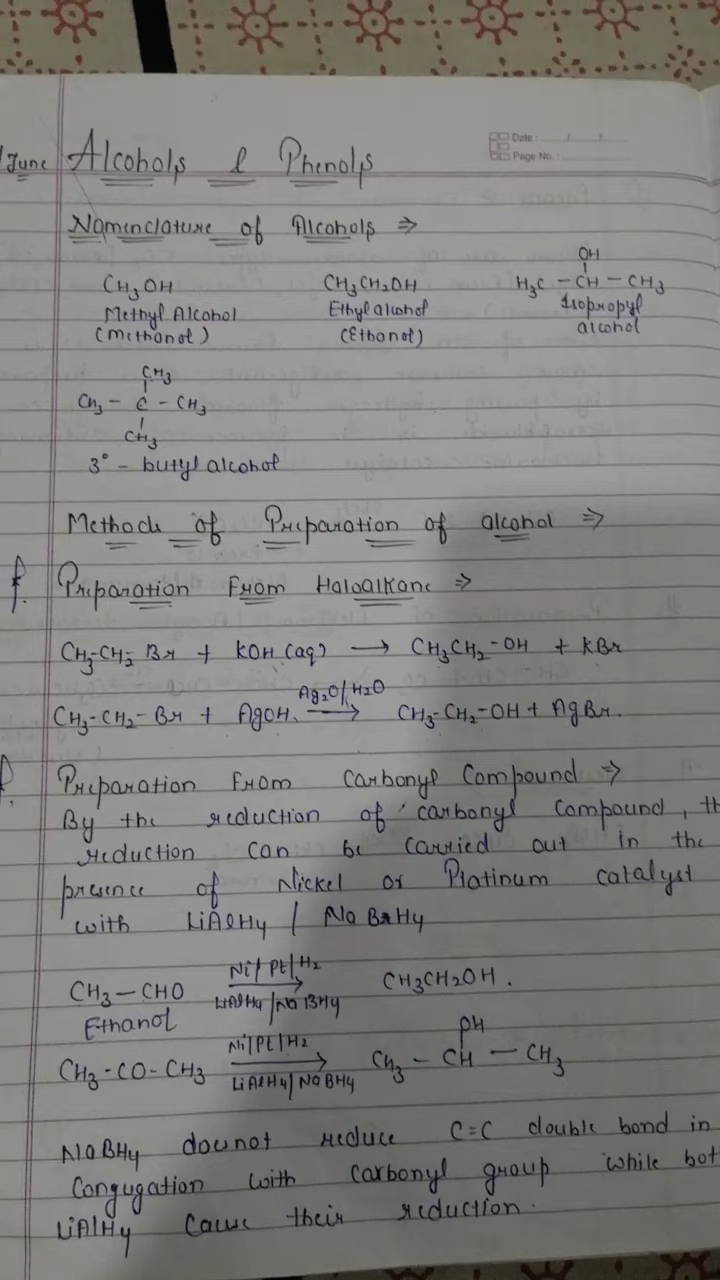 June Alcohols & Phenols
Date : / /
Page No. :
Nomenclature of Alcohols ⇒
OH
CH3OH CH3CH2OH H3C - CH - CH3
Methyl Alcohol Ethyl alcohol Isopropyl
(Methanol) (Ethanol) alcohol
CH3
CH3 - C - CH3
CH3
3° - butyl alcohol
Methods of Preparation of alcohol ⇒
Preparation From Haloalkane ⇒
CH3-CH2-Br + KOH (aq) → CH3CH2-OH + KBr
Ag2O/H2O
CH3-CH2-Br + AgOH → CH3-CH2-OH + AgBr.
Preparation From Carbonyl Compound ⇒
By the reduction of carbonyl compound, th
reduction can be carried out in the
presence of Nickel or Platinum catalyst
with LiAlH4 / NaBrH4
Ni/Pt/H2
CH3-CHO → CH3CH2OH.
LiAlH4/NaBH4
Ethanol
OH
Ni/Pt/H2
CH3-CO-CH3 → CH3 - CH - CH3
LiAlH4/NaBH4
NaBH4 dounot reduce C=C double bond in
Congugation with carbonyl group while bot
LiAlH4 cause their reduction.